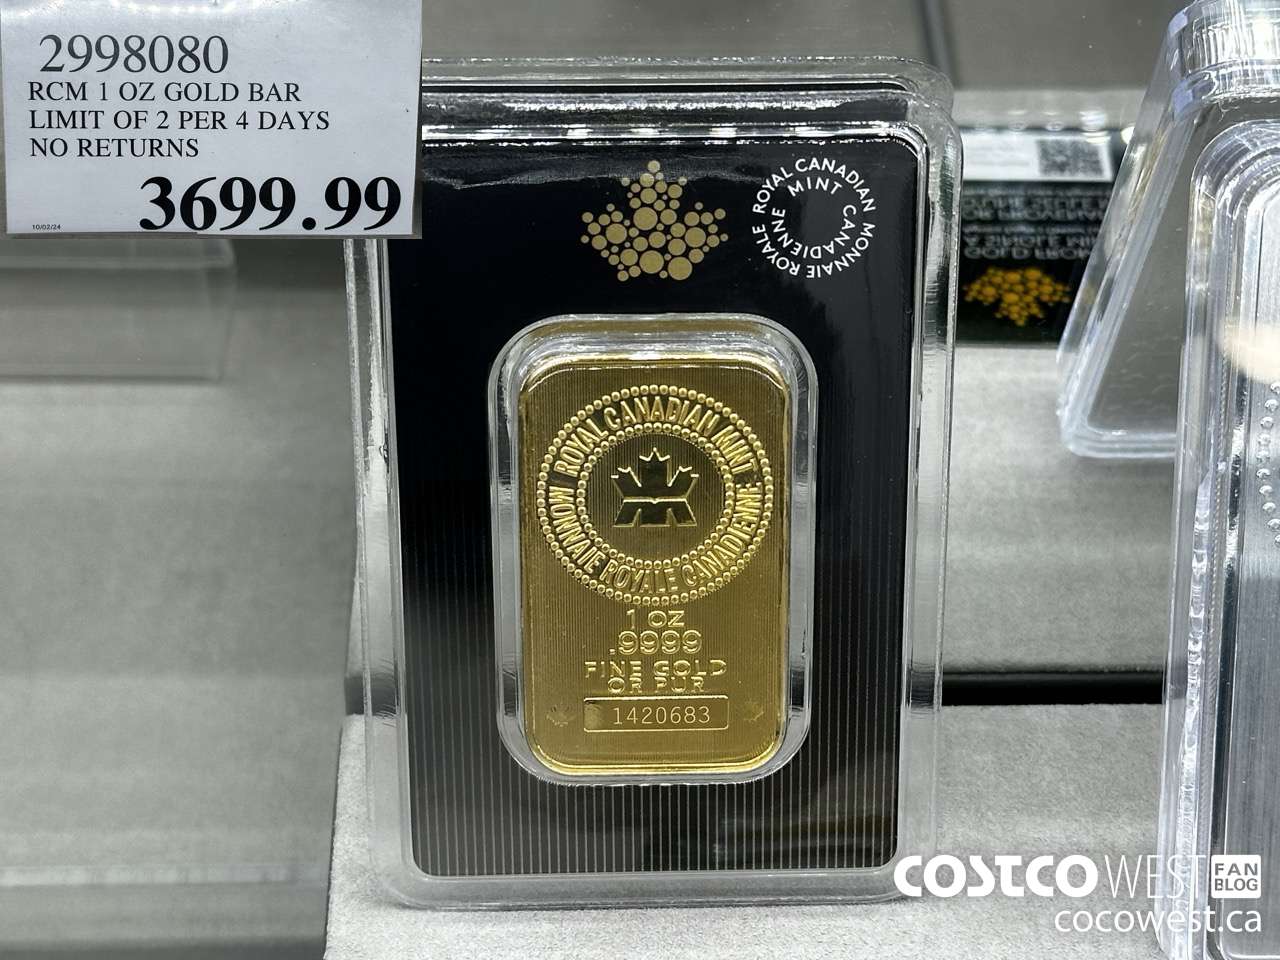 2998080
RCM 1 OZ GOLD BAR
LIMIT OF 2 PER 4 DAYS
NO RETURNS
3699.99
10/02/24
ROYAL CANADIAN MINT
MONNAIE ROYALE CANADIENNE
ROYAL CANADIAN MINT
MONNAIE ROYALE CANADIENNE
1 OZ
.9999
FINE GOLD
OR PUR
1420683
COSTCO WEST FAN BLOG
cocowest.ca